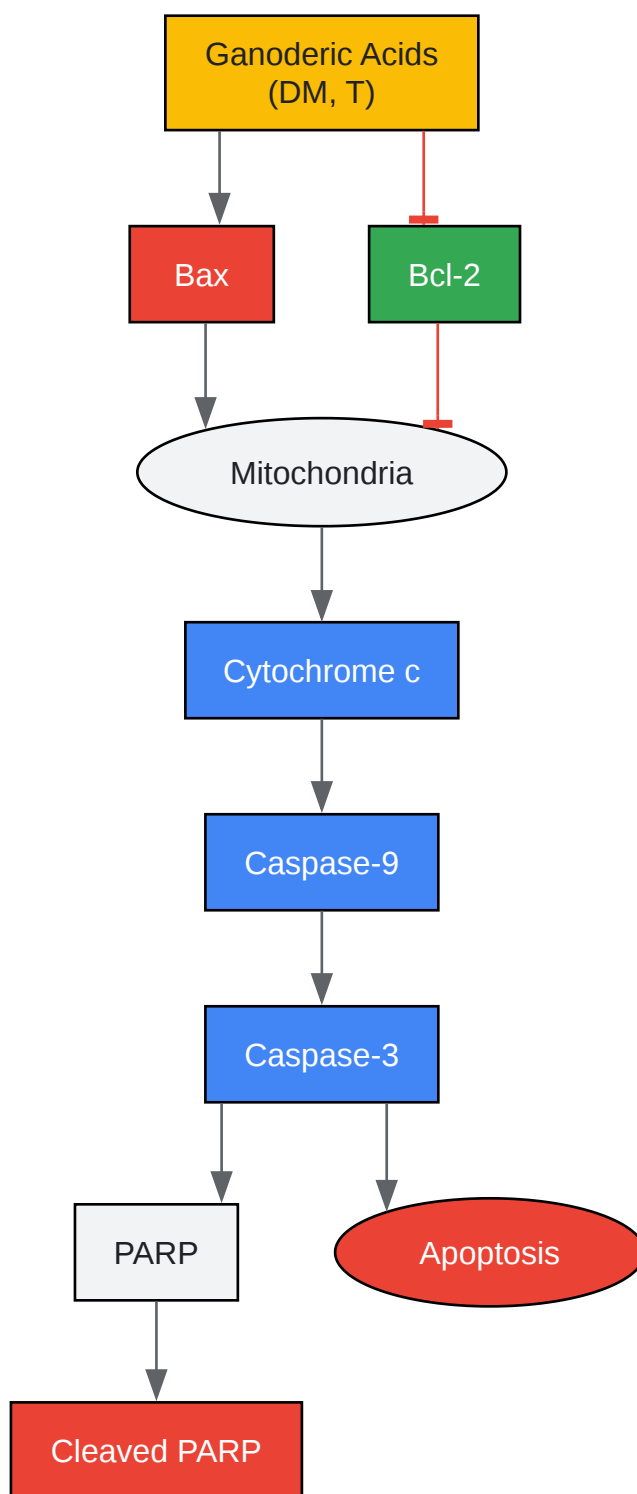 Ganoderic Acids
(DM, T)
Bax
Bcl-2
Mitochondria
Cytochrome c
Caspase-9
Caspase-3
PARP
Apoptosis
Cleaved PARP